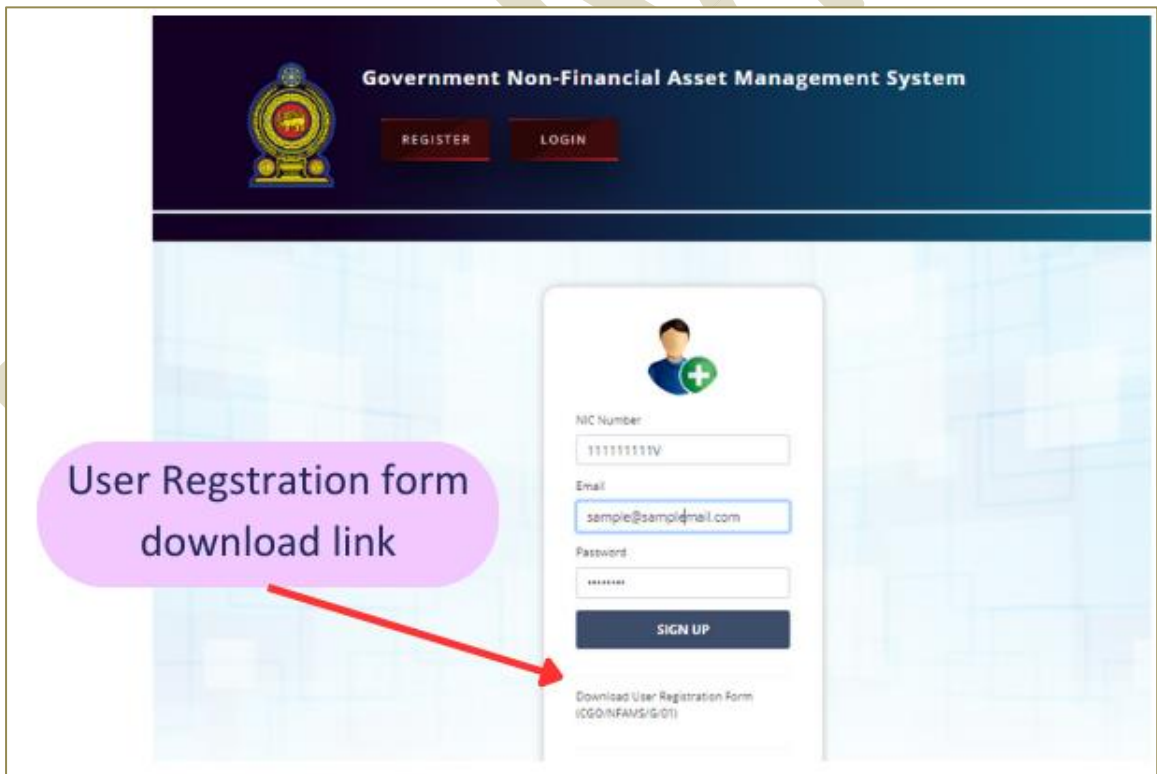 Government Non-Financial Asset Management System
REGISTER
LOGIN
NIC Number
111111111V
Email
sample@samplemail.com
Password
••••••••
SIGN UP
User Regstration form
download link
Download User Registration Form
(CGO/NFAMS/G/01)